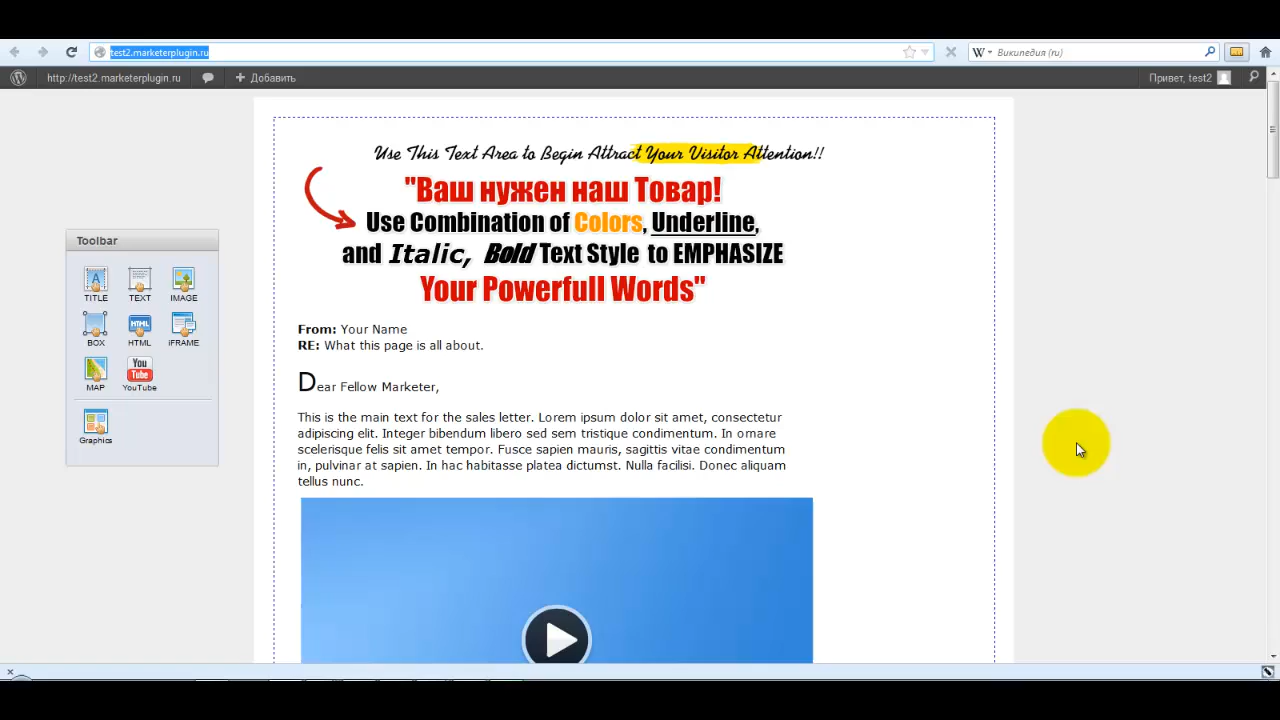 test2.marketerplugin.ru
W
Википедия (ru)
http://test2.marketerplugin.ru
Добавить
Привет, test2
Use This Text Area to Begin Attract Your Visitor Attention!!
"Ваш нужен наш Товар!
Use Combination of Colors, Underline,
and Italic, Bold Text Style to EMPHASIZE
Your Powerfull Words"
Toolbar
A
TITLE
TEXT
IMAGE
HTML
BOX
HTML
iFRAME
You
Tube
MAP
YouTube
Graphics
From: Your Name
RE: What this page is all about.
Dear Fellow Marketer,
This is the main text for the sales letter. Lorem ipsum dolor sit amet, consectetur
adipiscing elit. Integer bibendum libero sed sem tristique condimentum. In ornare
scelerisque felis sit amet tempor. Fusce sapien mauris, sagittis vitae condimentum
in, pulvinar at sapien. In hac habitasse platea dictumst. Nulla facilisi. Donec aliquam
tellus nunc.